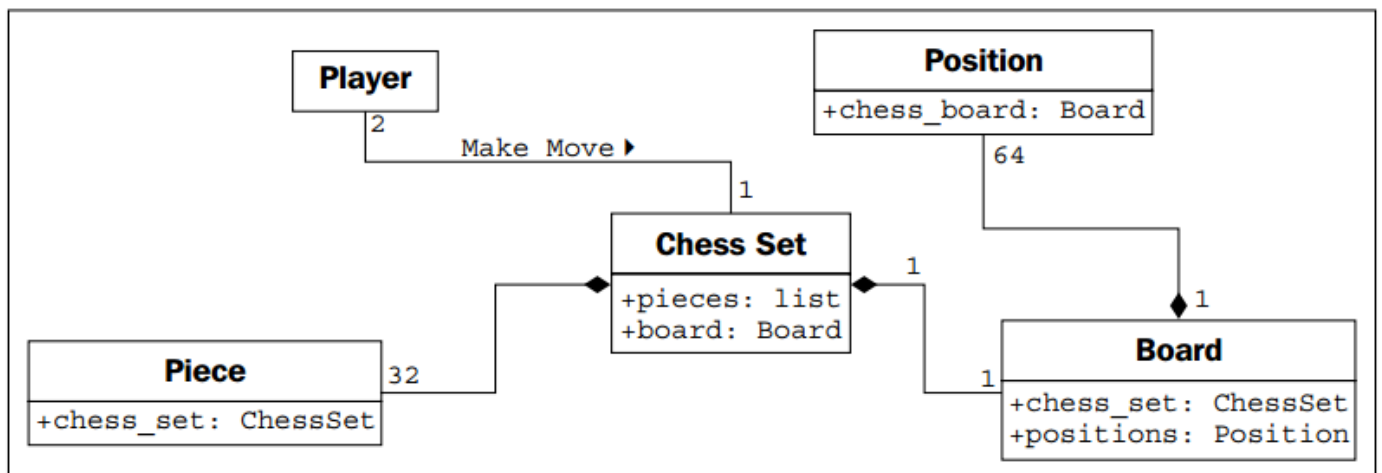 Player
2
Make Move
1
Position
+chess_board: Board
64
Chess Set
+pieces: list
+board: Board
1
1
1
Piece
+chess_set: ChessSet
32
Board
+chess_set: ChessSet
+positions: Position